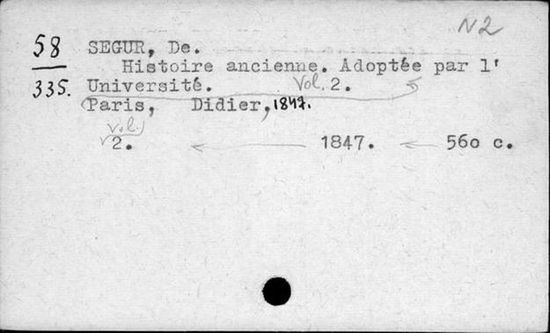 N2
58 SEGUR, De.
Histoire ancienne. Adoptée par l'
335. Université. Vol. 2.
Paris, Didier, 1847.
Vol.
2. 1847. 560 c.